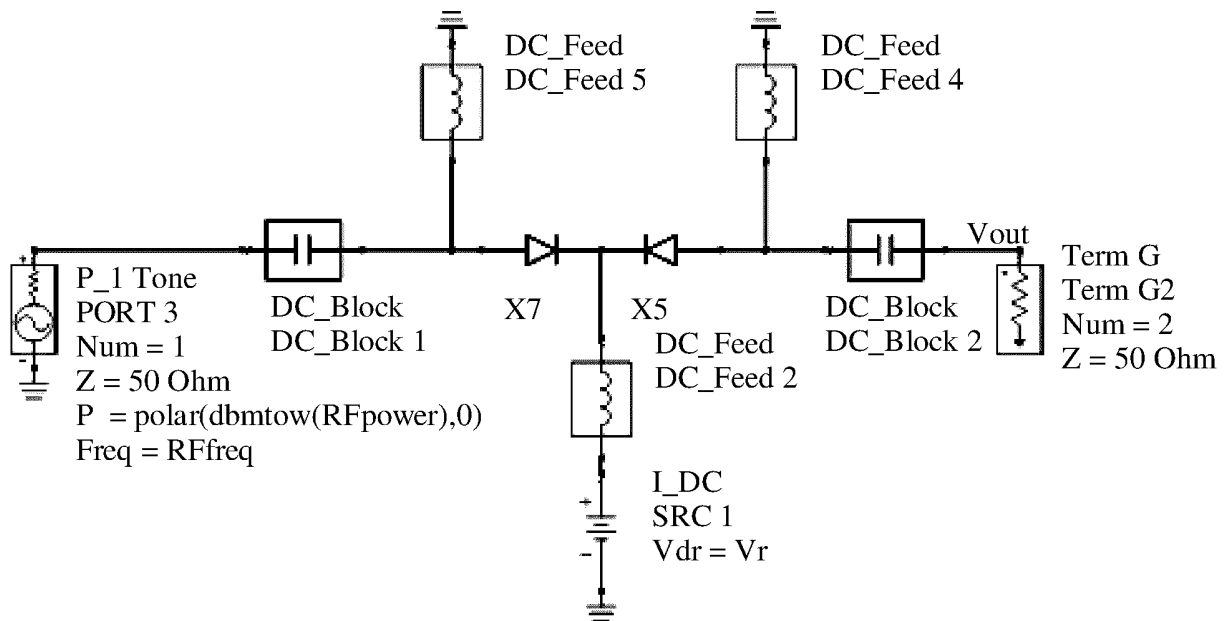 DC_Feed
DC_Feed 5
DC_Feed
DC_Feed 4
P_1 Tone
PORT 3
Num = 1
Z = 50 Ohm
P = polar(dbmtow(RFpower),0)
Freq = RFfreq
DC_Block
DC_Block 1
X7
X5
DC_Feed
DC_Feed 2
DC_Block
DC_Block 2
Vout
Term G
Term G2
Num = 2
Z = 50 Ohm
I_DC
SRC 1
Vdr = Vr